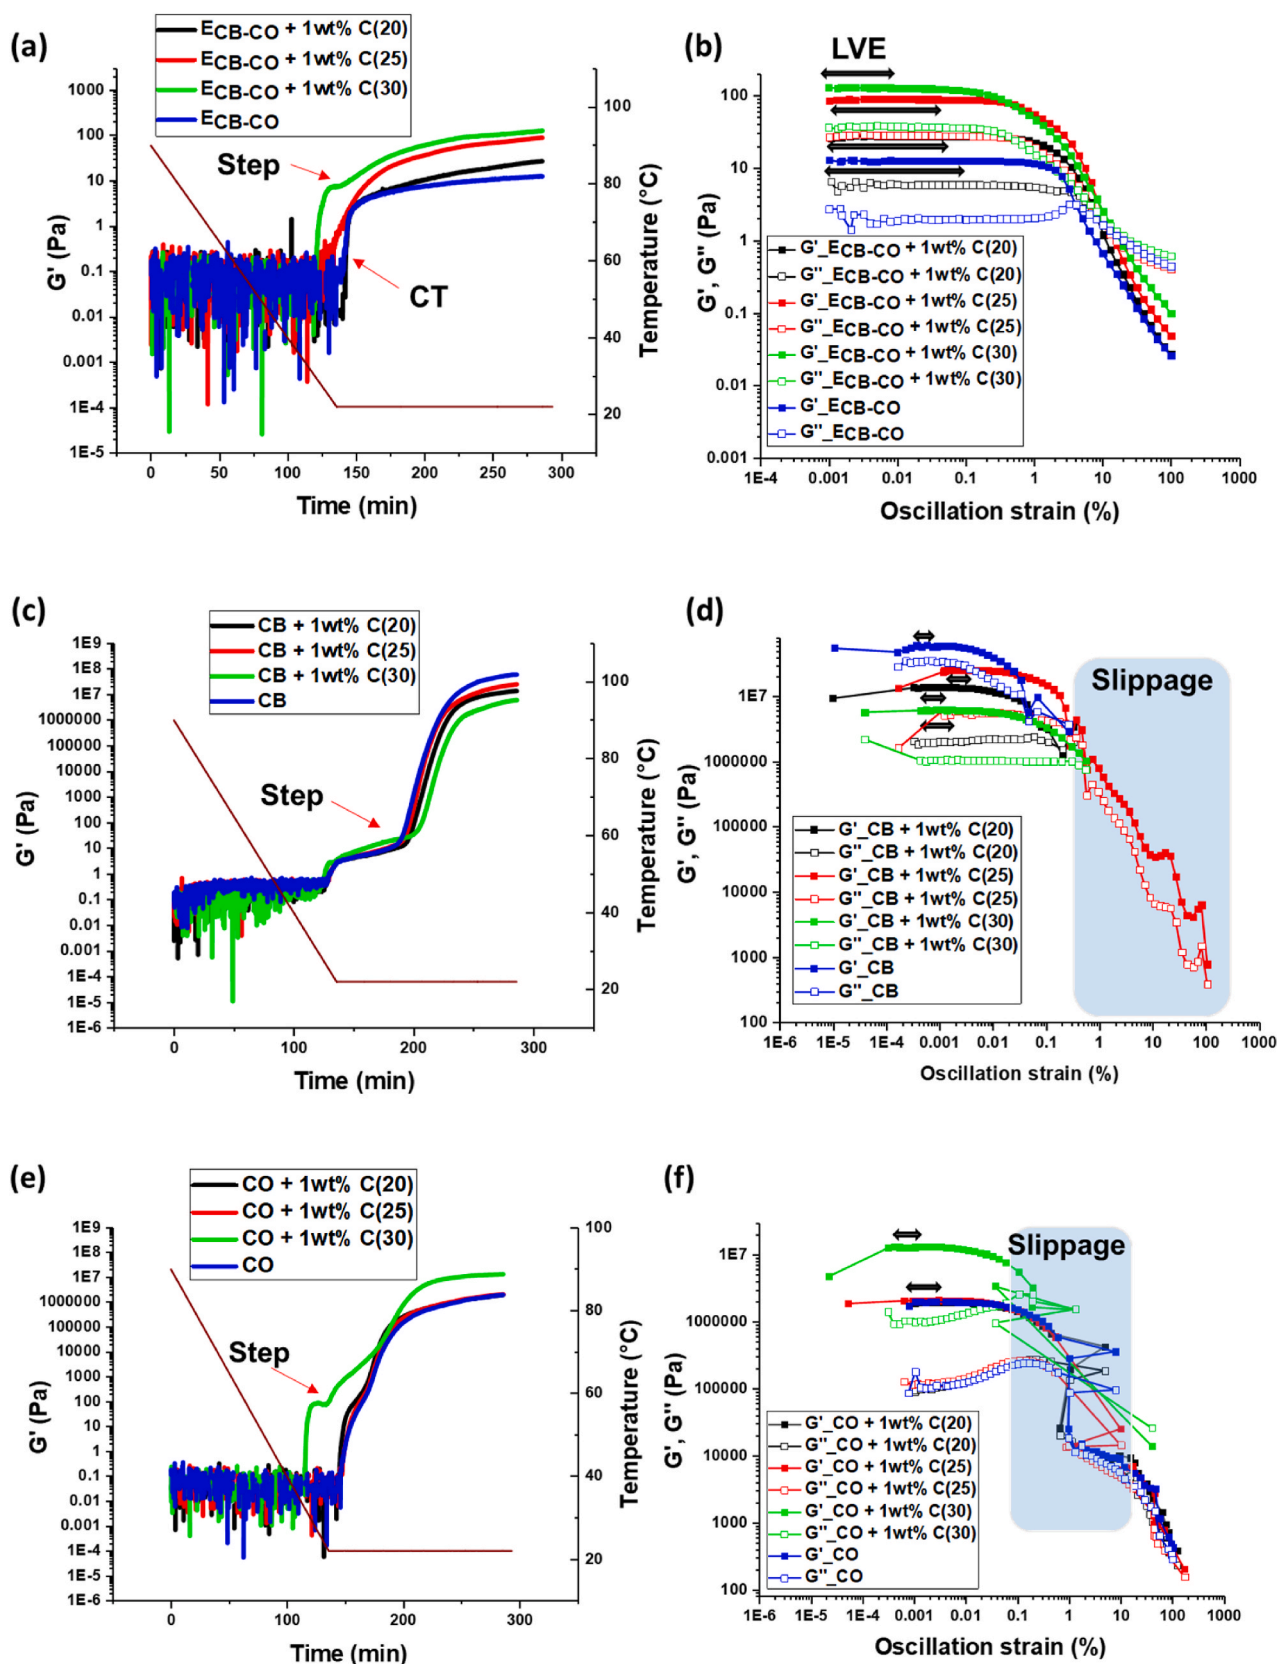 (a)
E CB-CO + 1wt% C(20)
E CB-CO + 1wt% C(25)
E CB-CO + 1wt% C(30)
E CB-CO
1000
100
10
1
0.1
0.01
0.001
1E-4
1E-5
G' (Pa)
Step
CT
100
80
60
40
20
Temperature (°C)
0 50 100 150 200 250 300
Time (min)
(b)
LVE
100
10
1
0.1
0.01
0.001
G', G'' (Pa)
G'_ECB-CO + 1wt% C(20)
G''_ECB-CO + 1wt% C(20)
G'_ECB-CO + 1wt% C(25)
G''_ECB-CO + 1wt% C(25)
G'_ECB-CO + 1wt% C(30)
G''_ECB-CO + 1wt% C(30)
G'_ECB-CO
G''_ECB-CO
1E-4 0.001 0.01 0.1 1 10 100 1000
Oscillation strain (%)
(c)
CB + 1wt% C(20)
CB + 1wt% C(25)
CB + 1wt% C(30)
CB
1E9
1E8
1E7
1000000
100000
10000
1000
100
10
1
0.1
0.01
0.001
1E-4
1E-5
1E-6
G' (Pa)
Step
100
80
60
40
20
Temperature (°C)
0 100 200 300
Time (min)
(d)
Slippage
1E7
1000000
100000
10000
1000
100
G', G'' (Pa)
G'_CB + 1wt% C(20)
G''_CB + 1wt% C(20)
G'_CB + 1wt% C(25)
G''_CB + 1wt% C(25)
G'_CB + 1wt% C(30)
G''_CB + 1wt% C(30)
G'_CB
G''_CB
1E-6 1E-5 1E-4 0.001 0.01 0.1 1 10 100 1000
Oscillation strain (%)
(e)
CO + 1wt% C(20)
CO + 1wt% C(25)
CO + 1wt% C(30)
CO
1E9
1E8
1E7
1000000
100000
10000
1000
100
10
1
0.1
0.01
0.001
1E-4
1E-5
1E-6
G' (Pa)
Step
100
80
60
40
20
Temperature (°C)
0 100 200 300
Time (min)
(f)
Slippage
1E7
1000000
100000
10000
1000
100
G', G'' (Pa)
G'_CO + 1wt% C(20)
G''_CO + 1wt% C(20)
G'_CO + 1wt% C(25)
G''_CO + 1wt% C(25)
G'_CO + 1wt% C(30)
G''_CO + 1wt% C(30)
G'_CO
G''_CO
1E-6 1E-5 1E-4 0.001 0.01 0.1 1 10 100 1000
Oscillation strain (%)